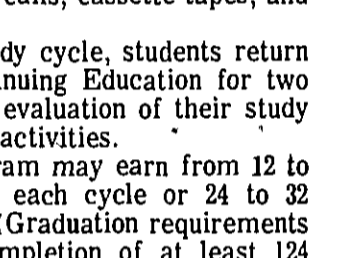 cassette tapes, and
dy cycle, students return
nuing Education for two
evaluation of their study
activities.
ram may earn from 12 to
each cycle or 24 to 32
(Graduation requirements
mpletion of at least 124